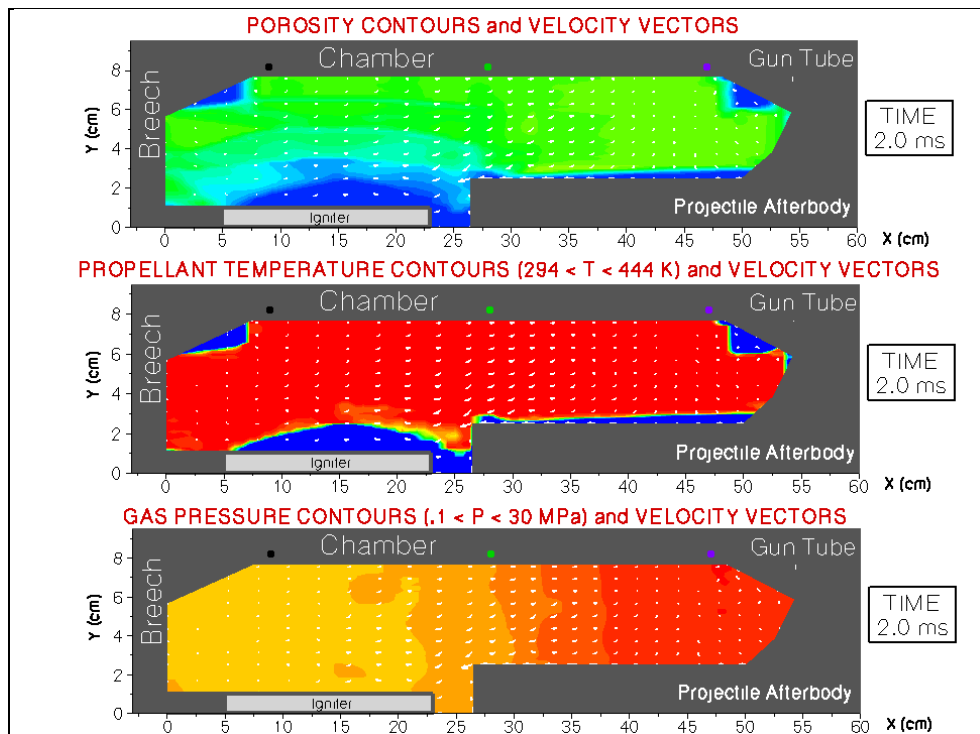 POROSITY CONTOURS and VELOCITY VECTORS
Chamber
Gun Tube
Breech
Y (cm)
8
6
4
2
0
Igniter
Projectile Afterbody
TIME
2.0 ms
0 5 10 15 20 25 30 35 40 45 50 55 60
X (cm)
PROPELLANT TEMPERATURE CONTOURS (294 < T < 444 K) and VELOCITY VECTORS
Chamber
Gun Tube
Breech
Y (cm)
8
6
4
2
0
Igniter
Projectile Afterbody
TIME
2.0 ms
0 5 10 15 20 25 30 35 40 45 50 55 60
X (cm)
GAS PRESSURE CONTOURS (.1 < P < 30 MPa) and VELOCITY VECTORS
Chamber
Gun Tube
Breech
Y (cm)
8
6
4
2
0
Igniter
Projectile Afterbody
TIME
2.0 ms
0 5 10 15 20 25 30 35 40 45 50 55 60
X (cm)